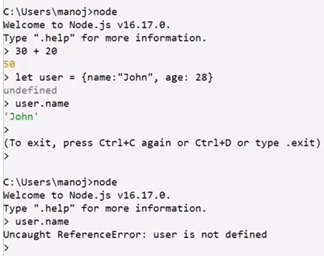 C:\Users\manoj>node
Welcome to Node.js v16.17.0.
Type ".help" for more information.
> 30 + 20
50
> let user = {name:"John", age: 28}
undefined
> user.name
'John'
>
(To exit, press Ctrl+C again or Ctrl+D or type .exit)
>
C:\Users\manoj>node
Welcome to Node.js v16.17.0.
Type ".help" for more information.
> user.name
Uncaught ReferenceError: user is not defined
>